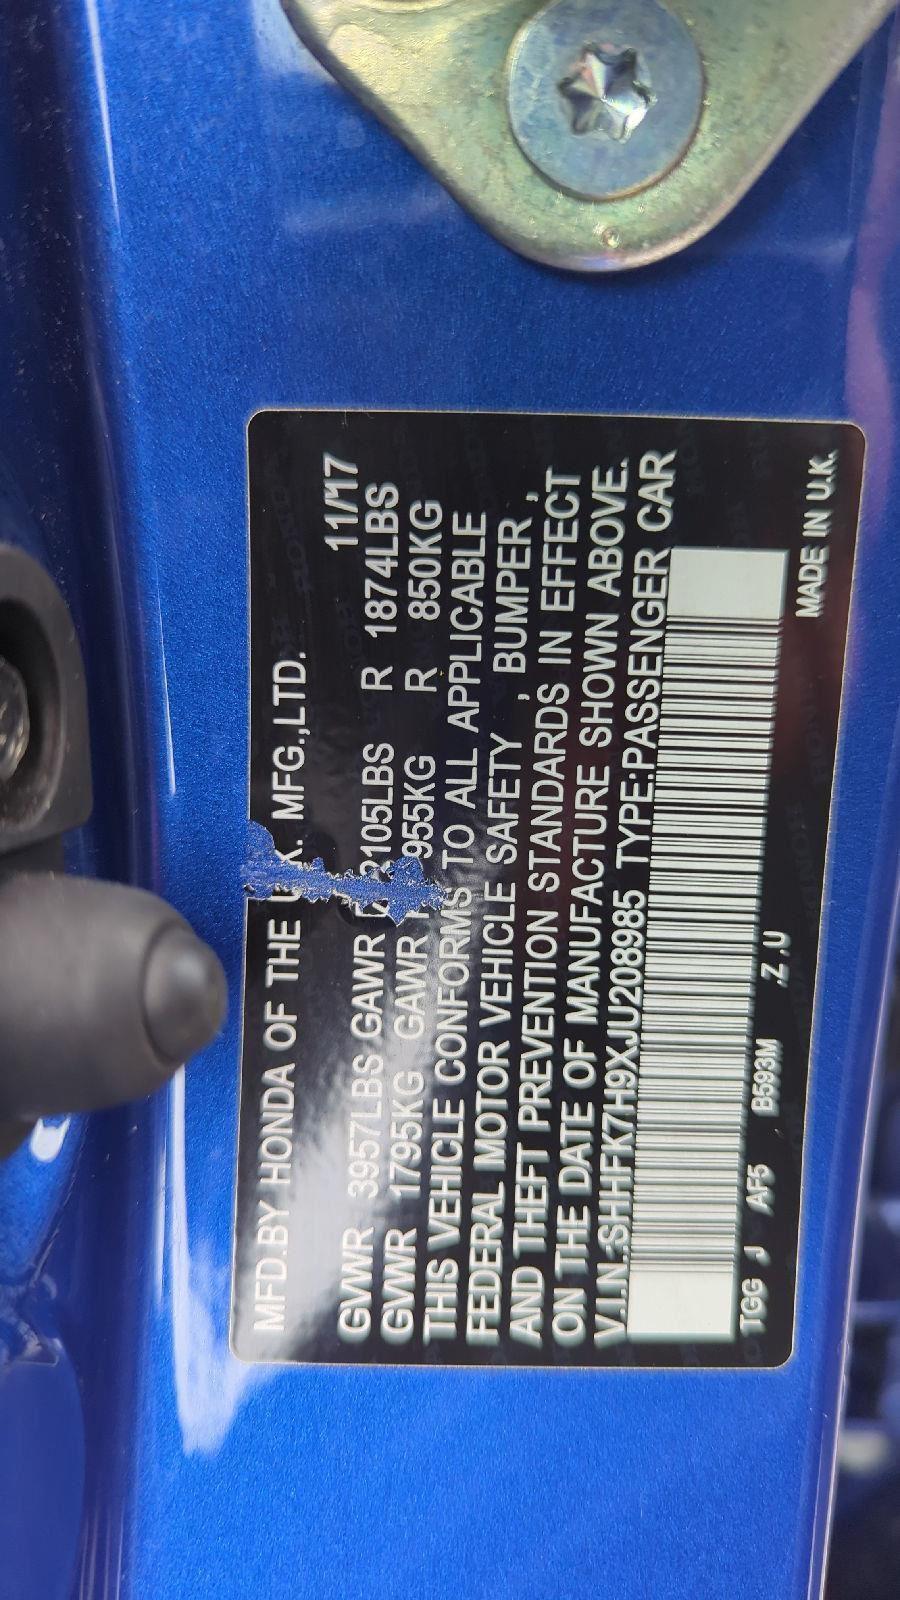 MFD.BY HONDA OF THE U.K. MFG.,LTD.
11/17
GVWR 3957LBS GAWR F 2105LBS R 1874LBS
GVWR 1795KG GAWR F 955KG R 850KG
THIS VEHICLE CONFORMS TO ALL APPLICABLE
FEDERAL MOTOR VEHICLE SAFETY , BUMPER ,
AND THEFT PREVENTION STANDARDS IN EFFECT
ON THE DATE OF MANUFACTURE SHOWN ABOVE.
V.I.N.:SHHFK7H9XJU208985 TYPE:PASSENGER CAR
TGG J AF5 B593M .Z .U
MADE IN U.K.